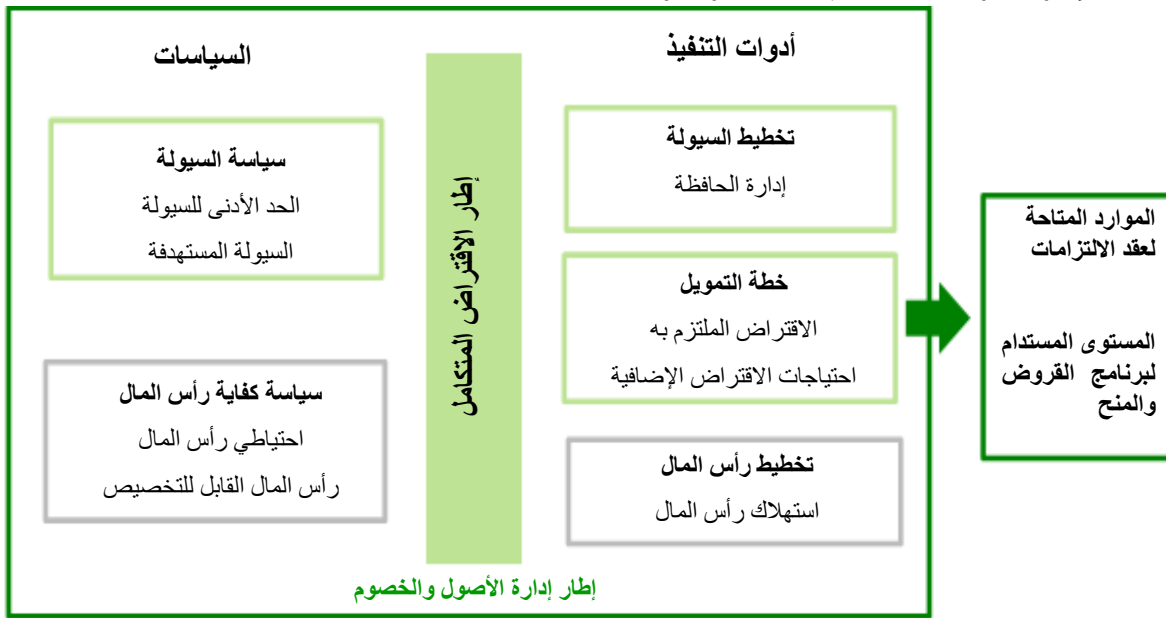 أدوات التنفيذ
تخطيط السيولة
إدارة الحافظة
خطة التمويل
الاقتراض الملتزم به
احتياجات الاقتراض الإضافية
تخطيط رأس المال
استهلاك رأس المال
إطار الاقتراض المتكامل
السياسات
سياسة السيولة
الحد الأدنى للسيولة
السيولة المستهدفة
سياسة كفاية رأس المال
احتياطي رأس المال
رأس المال القابل للتخصيص
إطار إدارة الأصول والخصوم
الموارد المتاحة
لعقد الالتزامات
المستوى المستدام
لبرنامج القروض
والمنح